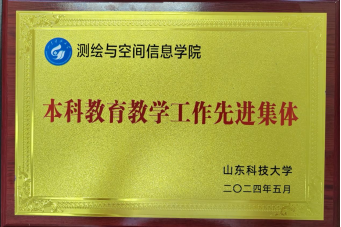 测绘与空间信息学院
本科教育教学工作先进集体
山东科技大学
二〇二四年五月